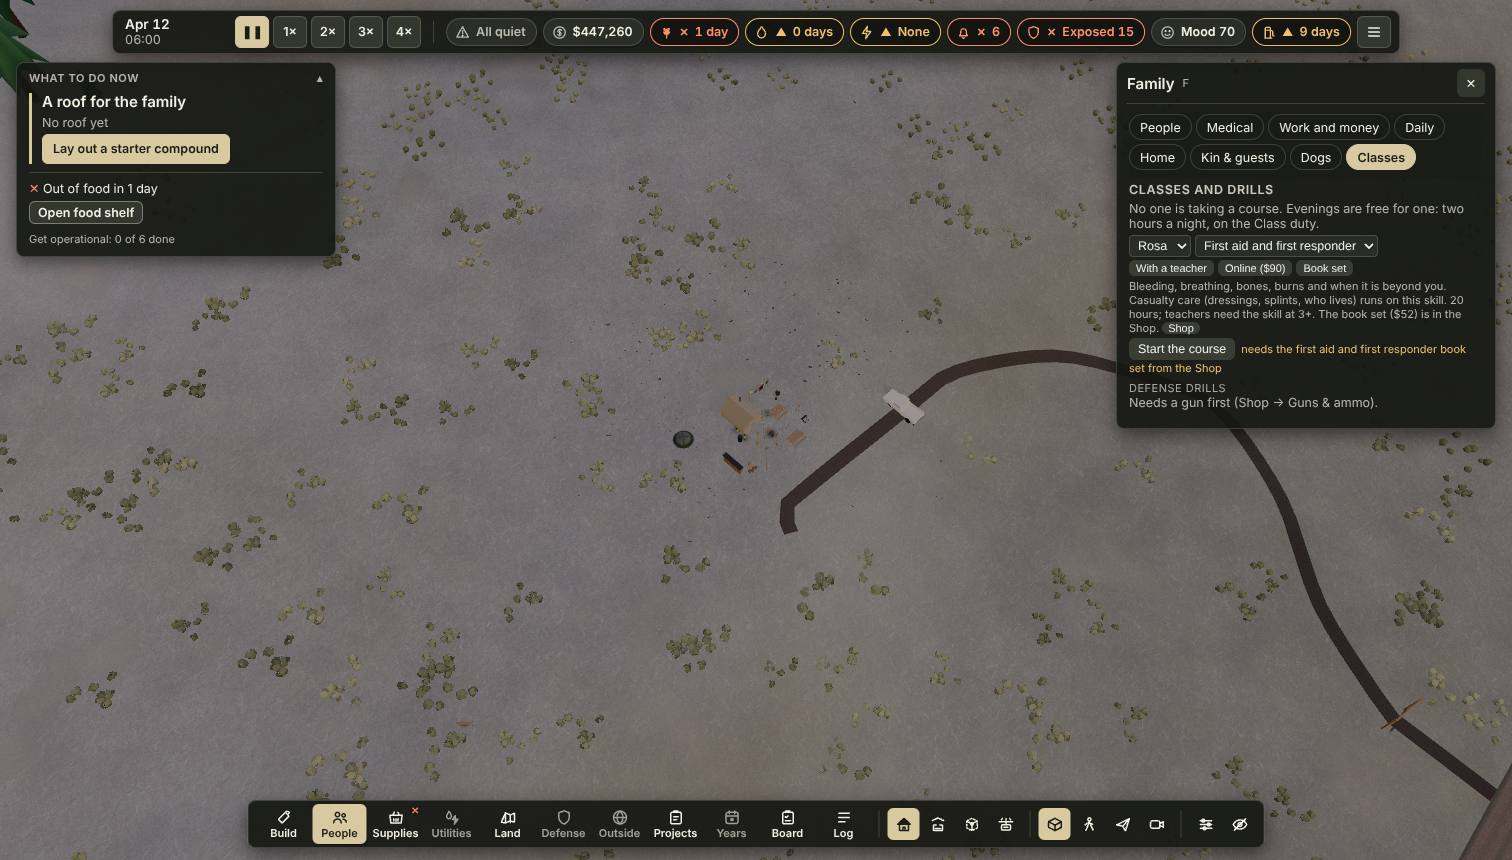 Apr 12
06:00
1×
2×
3×
4×
All quiet
$447,260
× 1 day
▲ 0 days
▲ None
× 6
× Exposed 15
Mood 70
▲ 9 days
WHAT TO DO NOW
A roof for the family
No roof yet
Lay out a starter compound
× Out of food in 1 day
Open food shelf
Get operational: 0 of 6 done
Family F
People
Medical
Work and money
Daily
Home
Kin & guests
Dogs
Classes
CLASSES AND DRILLS
No one is taking a course. Evenings are free for one: two
hours a night, on the Class duty.
Rosa
First aid and first responder
With a teacher
Online ($90)
Book set
Bleeding, breathing, bones, burns and when it is beyond you.
Casualty care (dressings, splints, who lives) runs on this skill. 20
hours; teachers need the skill at 3+. The book set ($52) is in the
Shop. Shop
Start the course needs the first aid and first responder book
set from the Shop
DEFENSE DRILLS
Needs a gun first (Shop → Guns & ammo).
Build
People
Supplies
Utilities
Land
Defense
Outside
Projects
Years
Board
Log